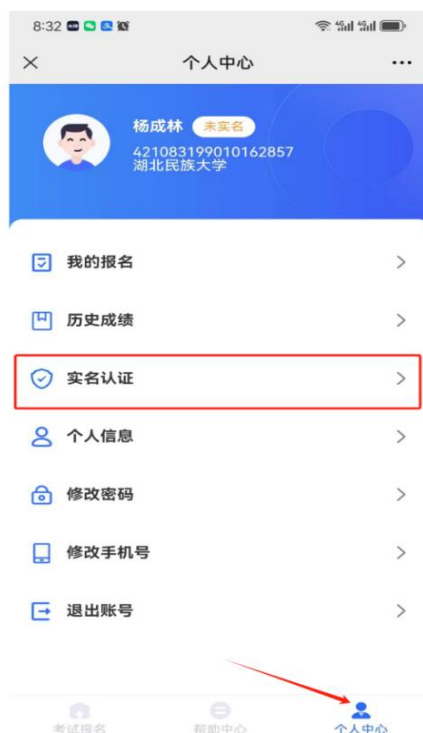 8:32
个人中心
杨成林 未实名
421083199010162857
湖北民族大学
我的报名
历史成绩
实名认证
个人信息
修改密码
修改手机号
退出账号
考试报名 帮助中心 个人中心